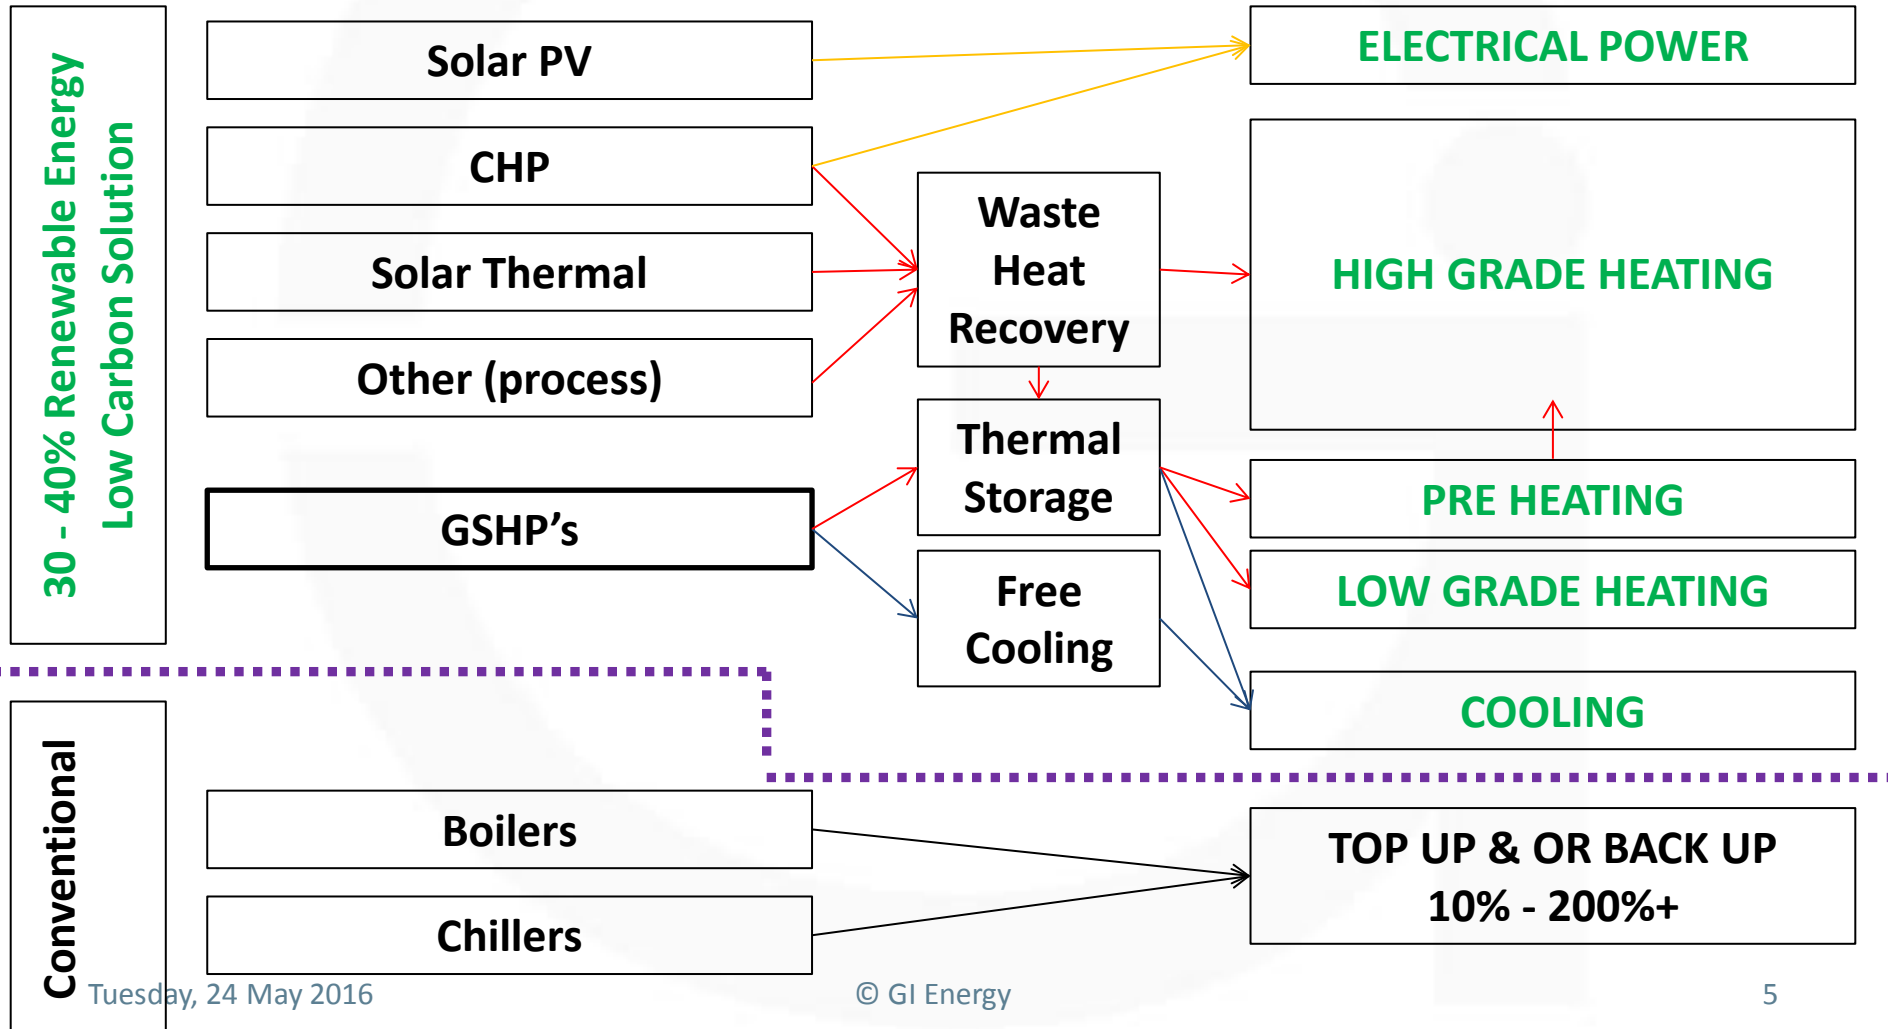 30 - 40% Renewable Energy
Low Carbon Solution
Solar PV
CHP
Solar Thermal
Other (process)
GSHP’s
Waste
Heat
Recovery
Thermal
Storage
Free
Cooling
ELECTRICAL POWER
HIGH GRADE HEATING
PRE HEATING
LOW GRADE HEATING
COOLING
Conventional
Boilers
Chillers
TOP UP & OR BACK UP
10% - 200%+
Tuesday, 24 May 2016
© GI Energy
5